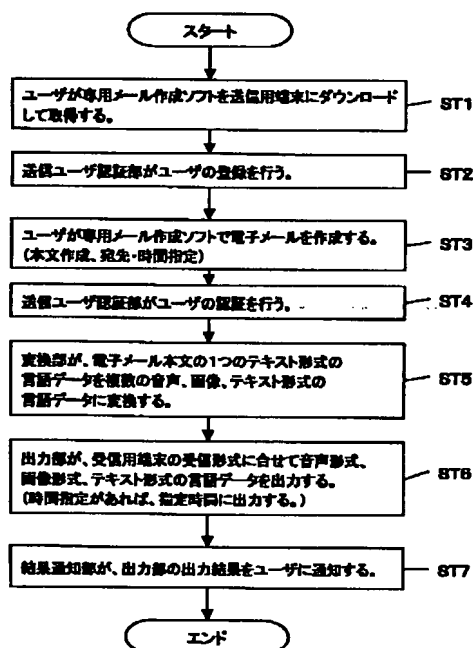 スタート
ユーザが専用メール作成ソフトを送信用端末にダウンロード
して取得する。
ST1
送信ユーザ認証部がユーザの登録を行う。
ST2
ユーザが専用メール作成ソフトで電子メールを作成する。
(本文作成、宛先・時間指定)
ST3
送信ユーザ認証部がユーザの認証を行う。
ST4
変換部が、電子メール本文の1つのテキスト形式の
言語データを複数の音声、画像、テキスト形式の
言語データに変換する。
ST5
出力部が、受信用端末の受信形式に合せて音声形式、
画像形式、テキスト形式の言語データを出力する。
(時間指定があれば、指定時間に出力する。)
ST6
結果通知部が、出力部の出力結果をユーザに通知する。
ST7
エンド